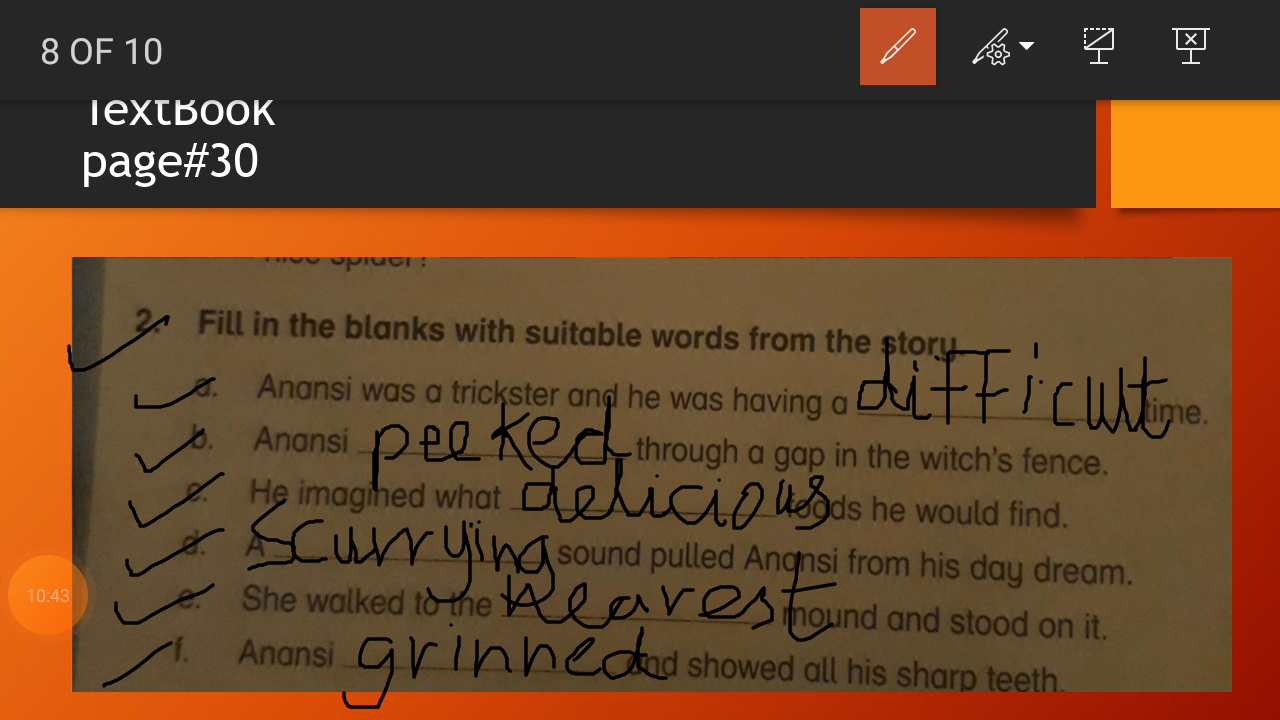 8 OF 10
TextBook
page#30
nice spider?
2. Fill in the blanks with suitable words from the story
a. Anansi was a trickster and he was having a difficult time.
b. Anansi peeked through a gap in the witch's fence.
c. He imagined what delicious foods he would find.
d. A scurrying sound pulled Anansi from his day dream.
e. She walked to the nearest mound and stood on it.
f. Anansi grinned and showed all his sharp teeth.
10:43